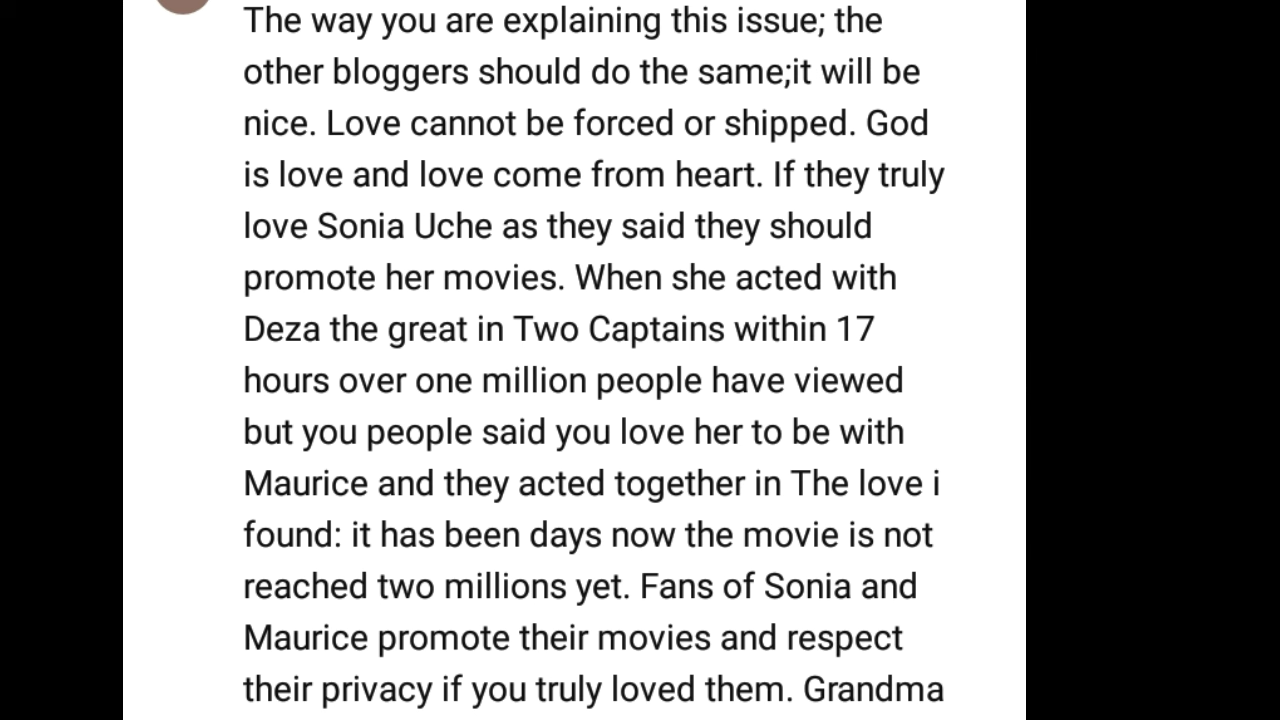 The way you are explaining this issue; the
other bloggers should do the same;it will be
nice. Love cannot be forced or shipped. God
is love and love come from heart. If they truly
love Sonia Uche as they said they should
promote her movies. When she acted with
Deza the great in Two Captains within 17
hours over one million people have viewed
but you people said you love her to be with
Maurice and they acted together in The love i
found: it has been days now the movie is not
reached two millions yet. Fans of Sonia and
Maurice promote their movies and respect
their privacy if you truly loved them. Grandma